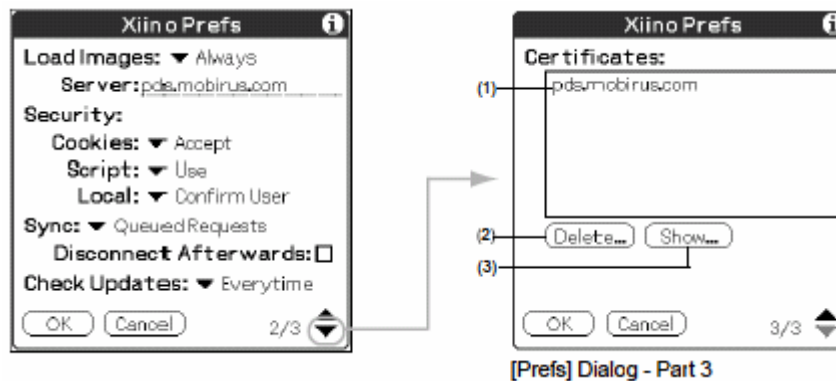 Xiino Prefs
Load Images: Always
Server: pds.mobirus.com
Security:
Cookies: Accept
Script: Use
Local: Confirm User
Sync: Queued Requests
Disconnect Afterwards:
Check Updates: Everytime
OK Cancel 2/3
Xiino Prefs
Certificates:
(1) pds.mobirus.com
(2) Delete... Show...
(3)
OK Cancel 3/3
[Prefs] Dialog - Part 3